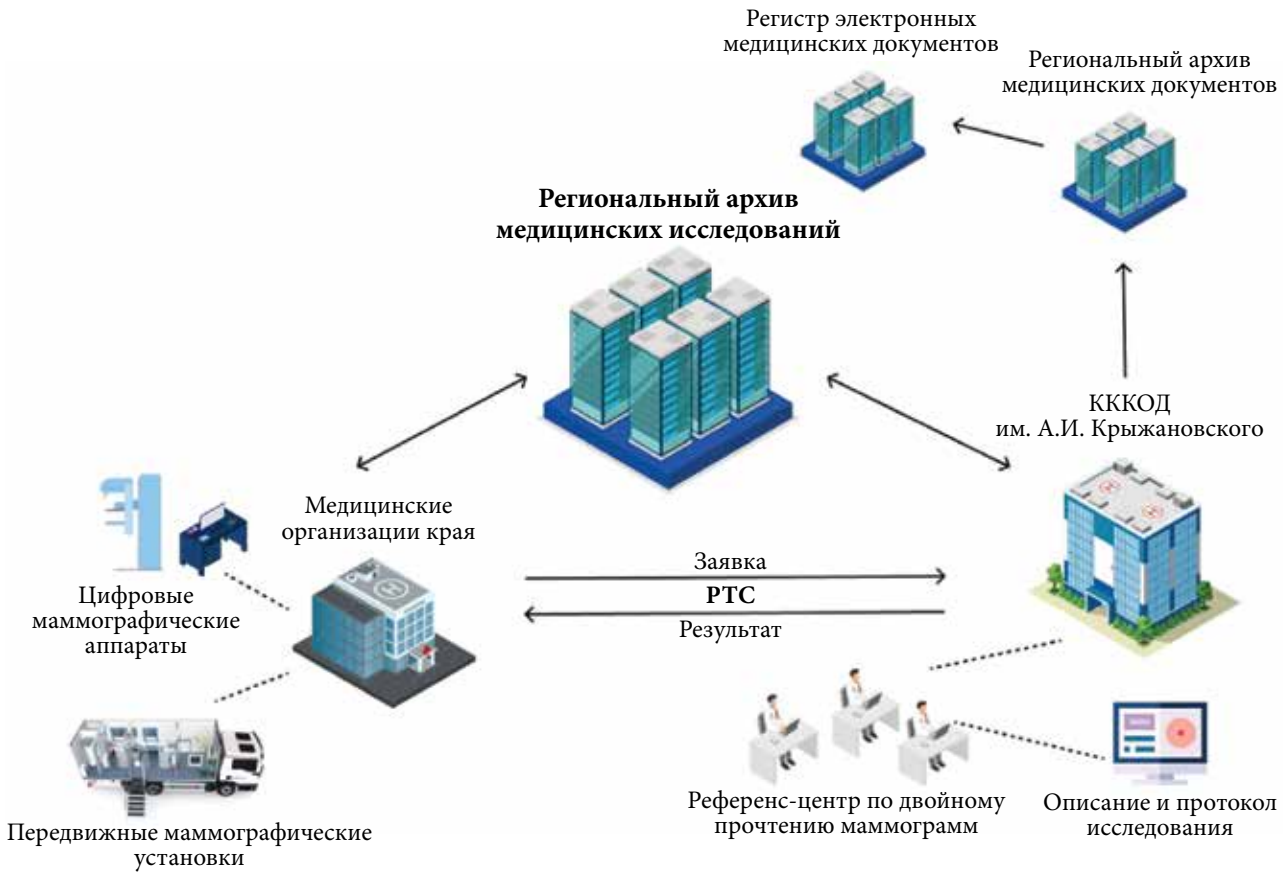 Регистр электронных
медицинских документов
Региональный архив
медицинских документов
Региональный архив
медицинских исследований
КККОД
им. А.И. Крыжановского
Медицинские
организации края
Заявка
РТС
Результат
Цифровые
маммографические
аппараты
Передвижные маммографические
установки
Референс-центр по двойному
прочтению маммограмм
Описание и протокол
исследования